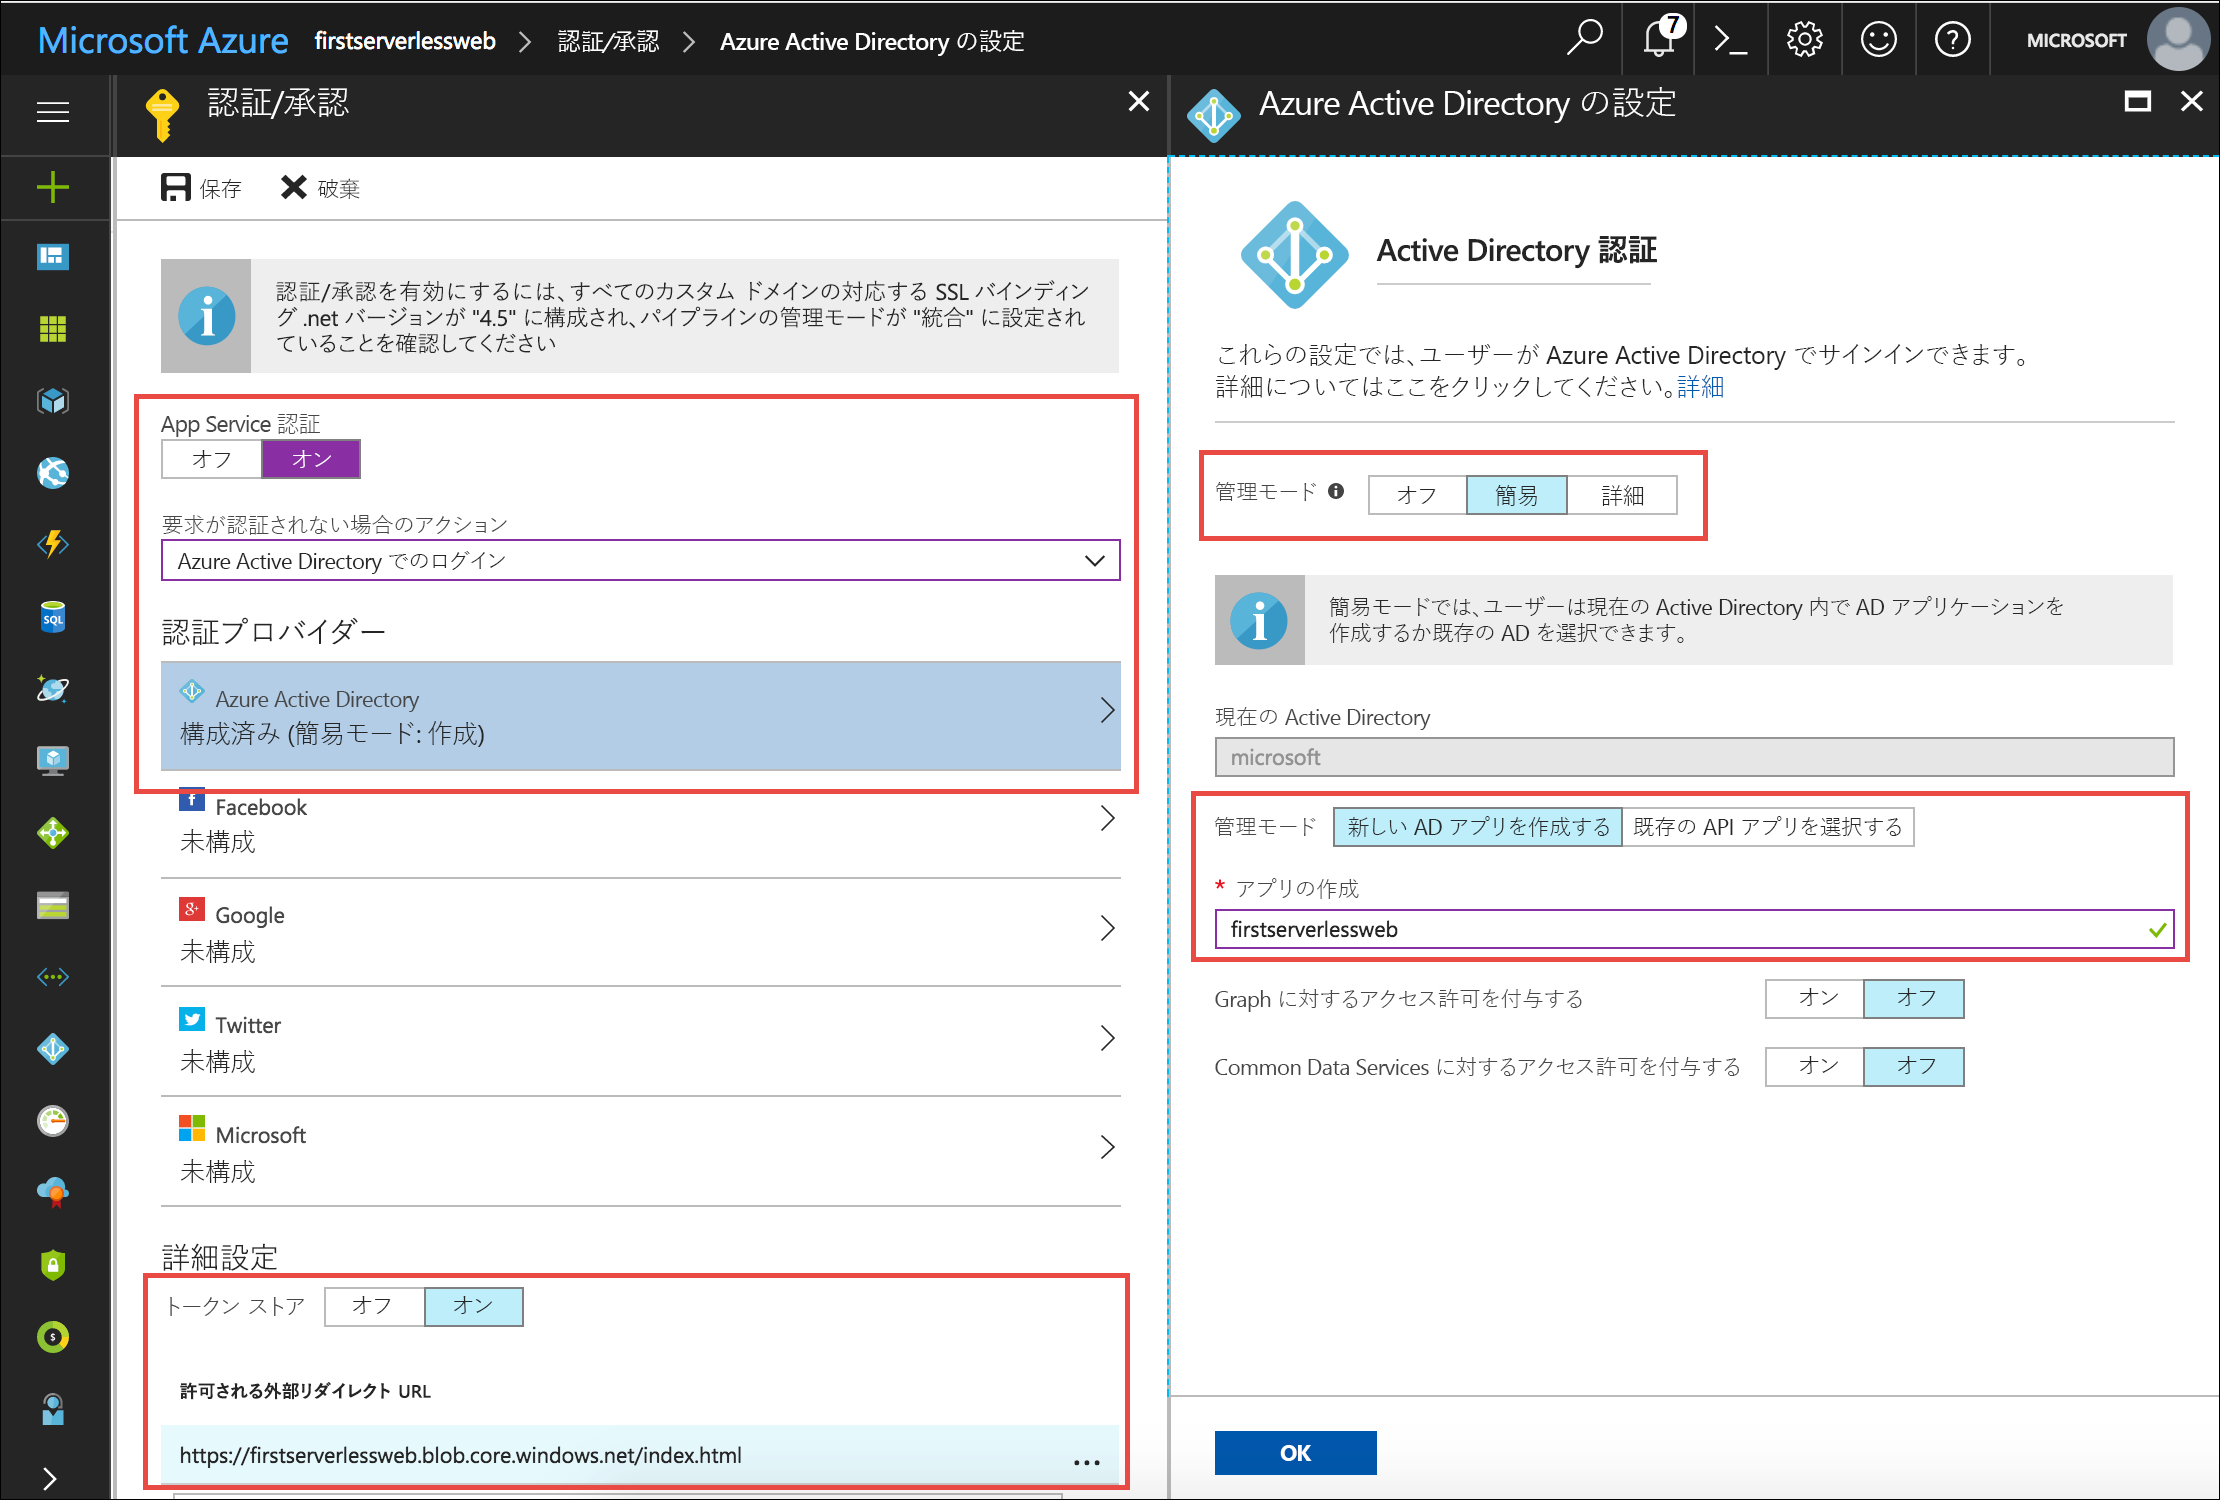 Microsoft Azure firstserverlessweb > 認証/承認 > Azure Active Directory の設定
7
MICROSOFT
認証/承認
保存 破棄
認証/承認を有効にするには、すべてのカスタム ドメインの対応する SSL バインディン
グ .net バージョンが "4.5" に構成され、パイプラインの管理モードが "統合" に設定され
ていることを確認してください
App Service 認証
オフ オン
要求が認証されない場合のアクション
Azure Active Directory でのログイン
認証プロバイダー
Azure Active Directory
構成済み (簡易モード: 作成)
f Facebook
未構成
g+ Google
未構成
Twitter
未構成
Microsoft
未構成
詳細設定
トークン ストア オフ オン
許可される外部リダイレクト URL
https://firstserverlessweb.blob.core.windows.net/index.html ...
SQL
Azure Active Directory の設定
Active Directory 認証
これらの設定では、ユーザーが Azure Active Directory でサインインできます。
詳細についてはここをクリックしてください。詳細
管理モード オフ 簡易 詳細
簡易モードでは、ユーザーは現在の Active Directory 内で AD アプリケーションを
作成するか既存の AD を選択できます。
現在の Active Directory
microsoft
管理モード 新しい AD アプリを作成する 既存の API アプリを選択する
* アプリの作成
firstserverlessweb
Graph に対するアクセス許可を付与する オン オフ
Common Data Services に対するアクセス許可を付与する オン オフ
OK